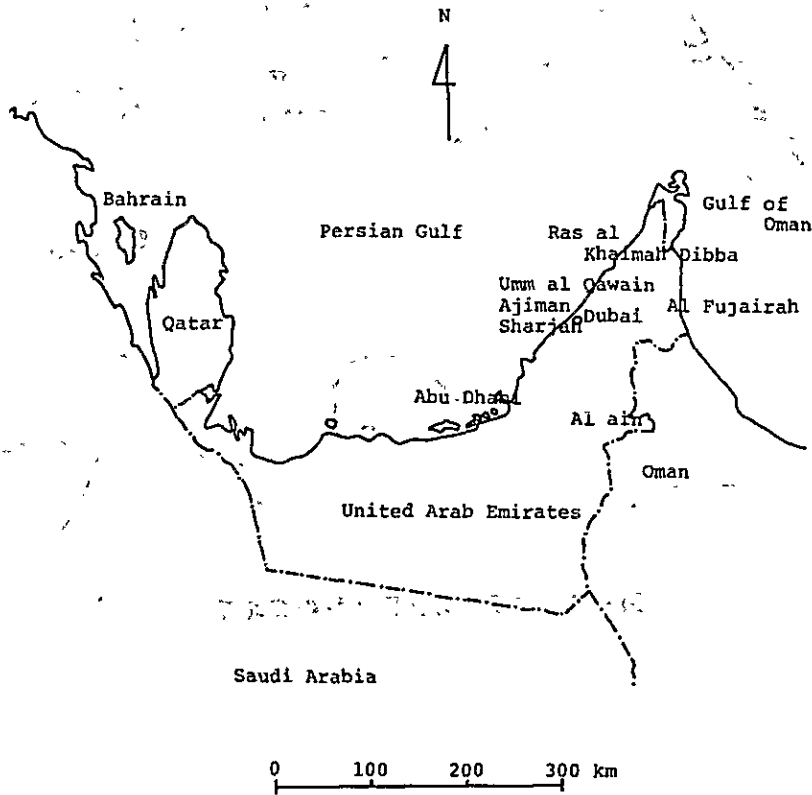 N
Bahrain
Gulf of
Oman
Persian Gulf
Ras al
Khaimah
Dibba
Umm al Qawain
Ajiman
Sharjah
Dubai
Al Fujairah
Qatar
Abu Dhabi
Al ain
Oman
United Arab Emirates
Saudi Arabia
0 100 200 300 km